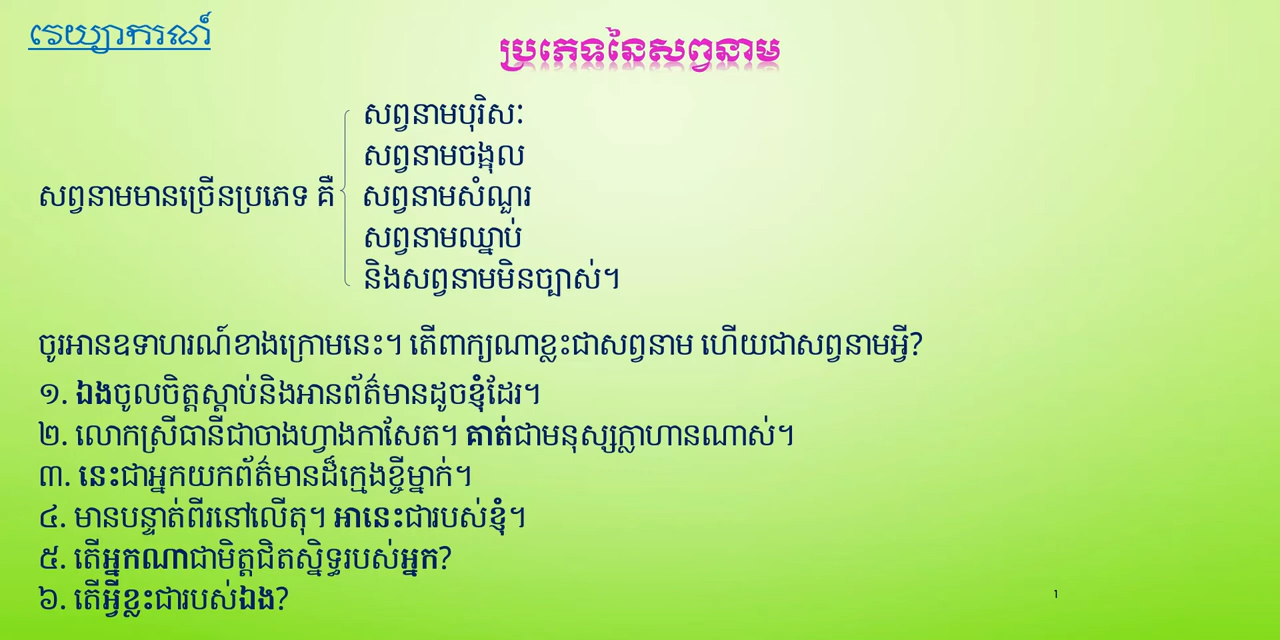 វេយ្យាករណ៍
ប្រភេទនៃសព្វនាម
សព្វនាមបុរិសៈ
សព្វនាមចង្អុល
សព្វនាមមានច្រើនប្រភេទ គឺ
សព្វនាមសំណួរ
សព្វនាមឈ្នាប់
និងសព្វនាមមិនច្បាស់។
ចូរអានឧទាហរណ៍ខាងក្រោមនេះ។ តើពាក្យណាខ្លះជាសព្វនាម ហើយជាសព្វនាមអ្វី?
១. ឯងចូលចិត្តស្តាប់និងអានព័ត៌មានដូចខ្ញុំដែរ។
២. លោកស្រីធានីជាចាងហ្វាងកាសែត។ គាត់ជាមនុស្សក្លាហានណាស់។
៣. នេះជាអ្នកយកព័ត៌មានដ៏ក្មេងខ្ចីម្នាក់។
៤. មានបន្ទាត់ពីរនៅលើតុ។ អានេះជារបស់ខ្ញុំ។
៥. តើអ្នកណាជាមិត្តជិតស្និទ្ធរបស់អ្នក?
៦. តើអ្វីខ្លះជារបស់ឯង?
១